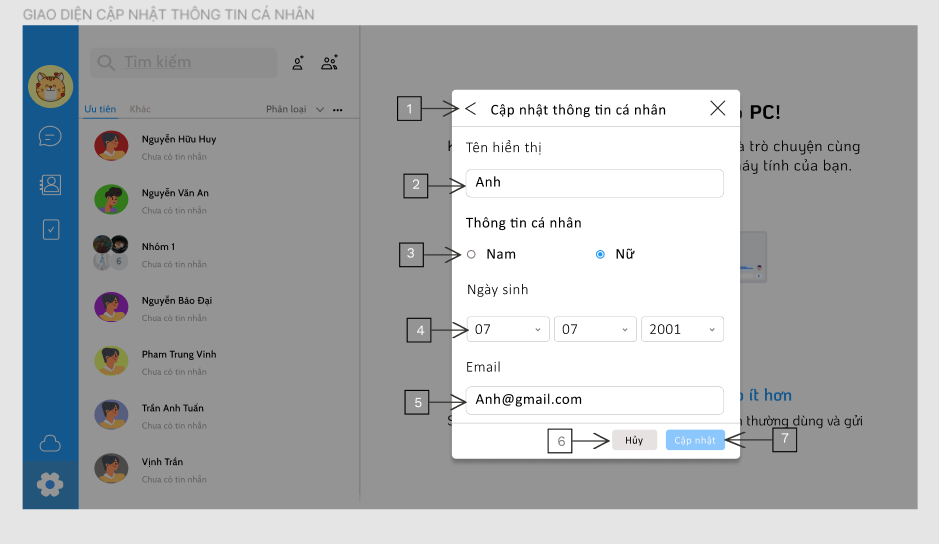 GIAO DIỆN CẬP NHẬT THÔNG TIN CÁ NHÂN
Tìm kiếm
Ưu tiên Khác Phân loại
Nguyễn Hữu Huy
Chưa có tin nhắn
Nguyễn Văn An
Chưa có tin nhắn
Nhóm 1
6
Chưa có tin nhắn
Nguyễn Bảo Đại
Chưa có tin nhắn
Phạm Trung Vinh
Chưa có tin nhắn
Trần Anh Tuấn
Chưa có tin nhắn
Vịnh Trần
Chưa có tin nhắn
PC!
trò chuyện cùng
tính của bạn.
ít hơn
thường dùng và gửi
1 Cập nhật thông tin cá nhân
Tên hiển thị
2 Anh
Thông tin cá nhân
3 Nam Nữ
Ngày sinh
4 07 07 2001
Email
5 Anh@gmail.com
6 Hủy Cập nhật 7